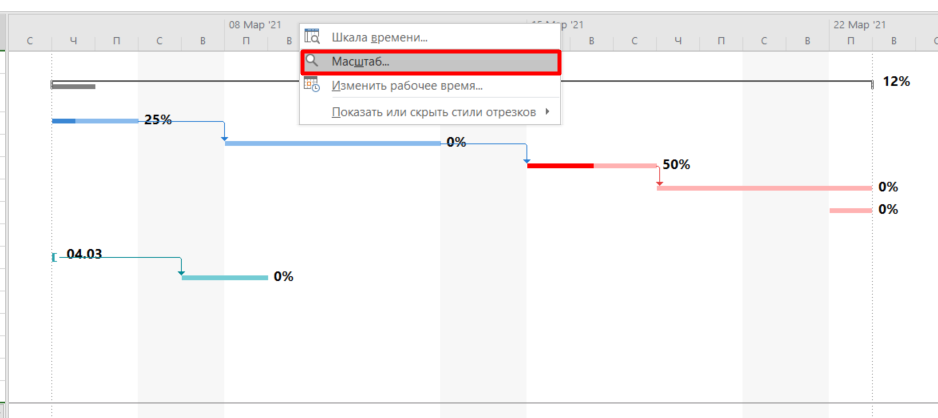 08 Мар '21
15 Мар '21
22 Мар '21
С Ч П С В П В В С Ч П С В П В С
Шкала времени...
Масштаб...
Изменить рабочее время...
Показать или скрыть стили отрезков
12%
25%
0%
50%
0%
0%
04.03
0%